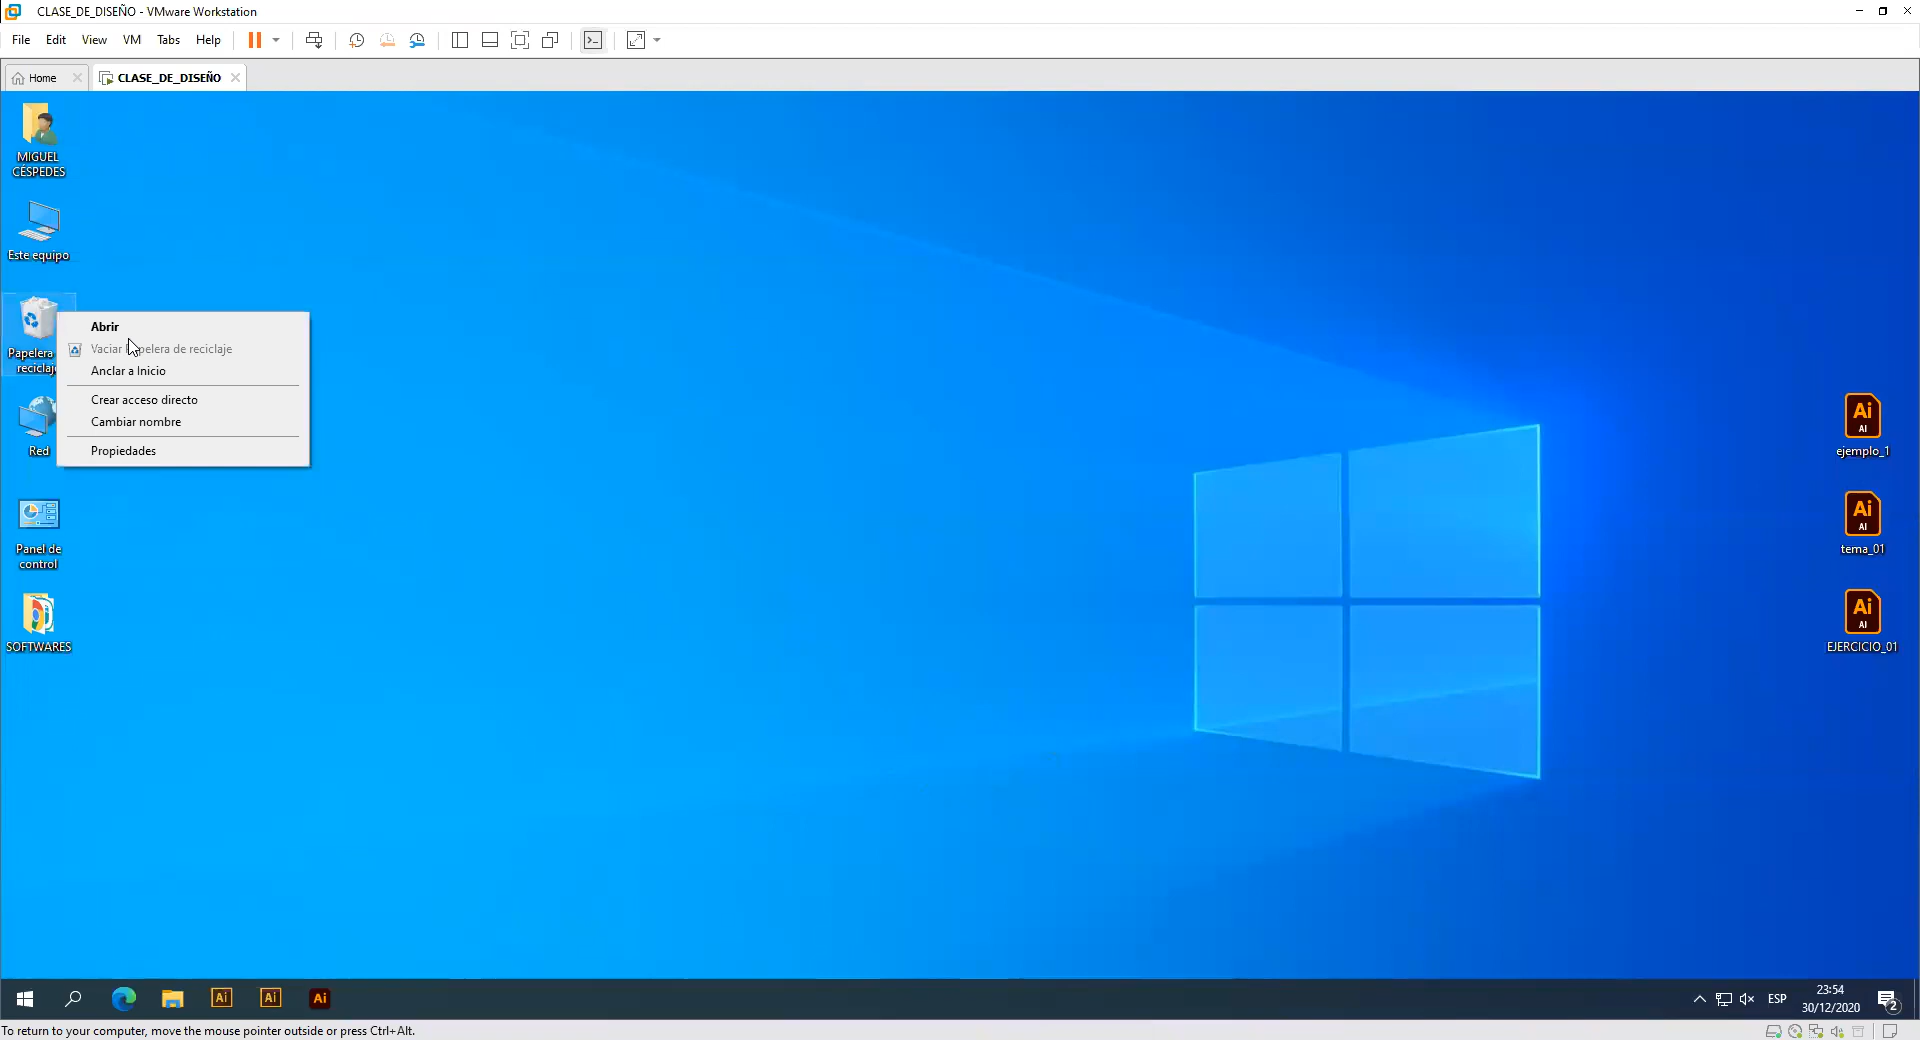 CLASE_DE_DISEÑO - VMware Workstation
File Edit View VM Tabs Help
Home CLASE_DE_DISEÑO
MIGUEL
CÉSPEDES
Este equipo
Papelera
reciclaje
Red
Panel de
control
SOFTWARES
Abrir
Vaciar Papelera de reciclaje
Anclar a Inicio
Crear acceso directo
Cambiar nombre
Propiedades
Ai
AI
ejemplo_1
Ai
AI
tema_01
Ai
AI
EJERCICIO_01
Ai Ai Ai
ESP
23:54
30/12/2020
2
To return to your computer, move the mouse pointer outside or press Ctrl+Alt.